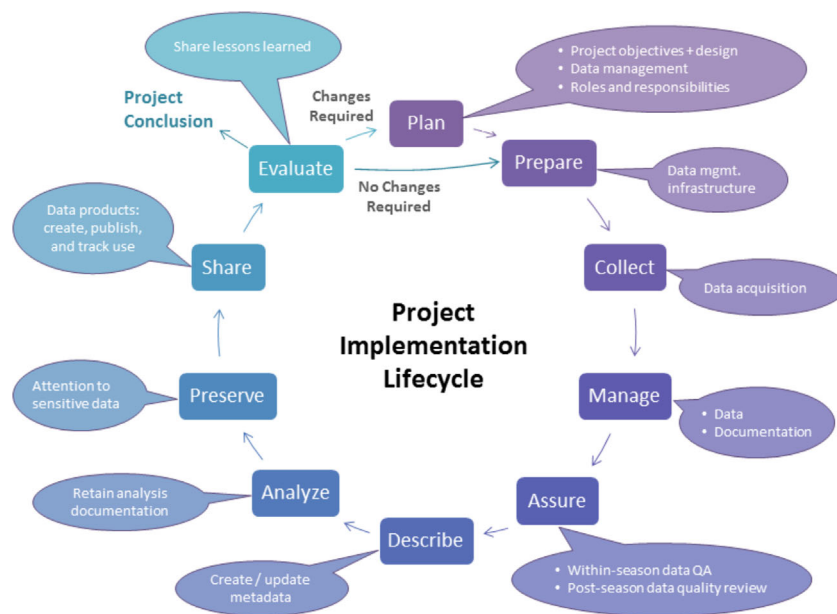 Share lessons learned
• Project objectives + design
• Data management
• Roles and responsibilities
Project
Conclusion
Changes
Required
Plan
Evaluate
No Changes
Required
Prepare
Data mgmt.
infrastructure
Data products:
create, publish,
and track use
Share
Collect
Data acquisition
Project
Implementation
Lifecycle
Attention to
sensitive data
Preserve
Manage
• Data
• Documentation
Retain analysis
documentation
Analyze
Assure
Describe
Create / update
metadata
• Within-season data QA
• Post-season data quality review